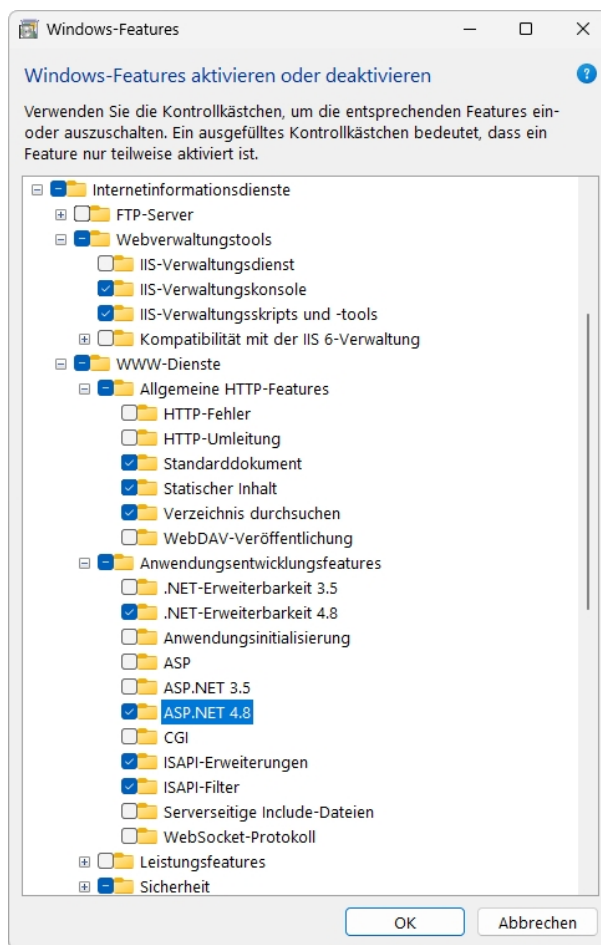 Windows-Features
Windows-Features aktivieren oder deaktivieren
Verwenden Sie die Kontrollkästchen, um die entsprechenden Features ein-
oder auszuschalten. Ein ausgefülltes Kontrollkästchen bedeutet, dass ein
Feature nur teilweise aktiviert ist.
Internetinformationsdienste
FTP-Server
Webverwaltungstools
IIS-Verwaltungsdienst
IIS-Verwaltungskonsole
IIS-Verwaltungsskripts und -tools
Kompatibilität mit der IIS 6-Verwaltung
WWW-Dienste
Allgemeine HTTP-Features
HTTP-Fehler
HTTP-Umleitung
Standarddokument
Statischer Inhalt
Verzeichnis durchsuchen
WebDAV-Veröffentlichung
Anwendungsentwicklungsfeatures
.NET-Erweiterbarkeit 3.5
.NET-Erweiterbarkeit 4.8
Anwendungsinitialisierung
ASP
ASP.NET 3.5
ASP.NET 4.8
CGI
ISAPI-Erweiterungen
ISAPI-Filter
Serverseitige Include-Dateien
WebSocket-Protokoll
Leistungsfeatures
Sicherheit
OK Abbrechen